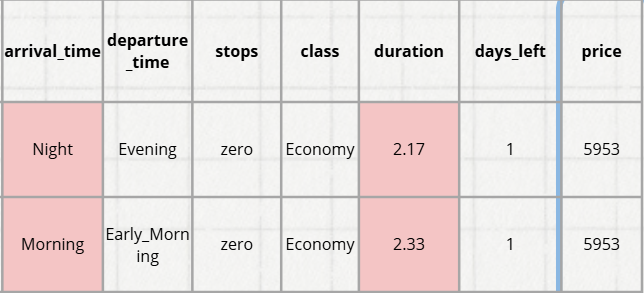 arrival_time departure_time stops class duration days_left price
Night Evening zero Economy 2.17 1 5953
Morning Early_Morning zero Economy 2.33 1 5953